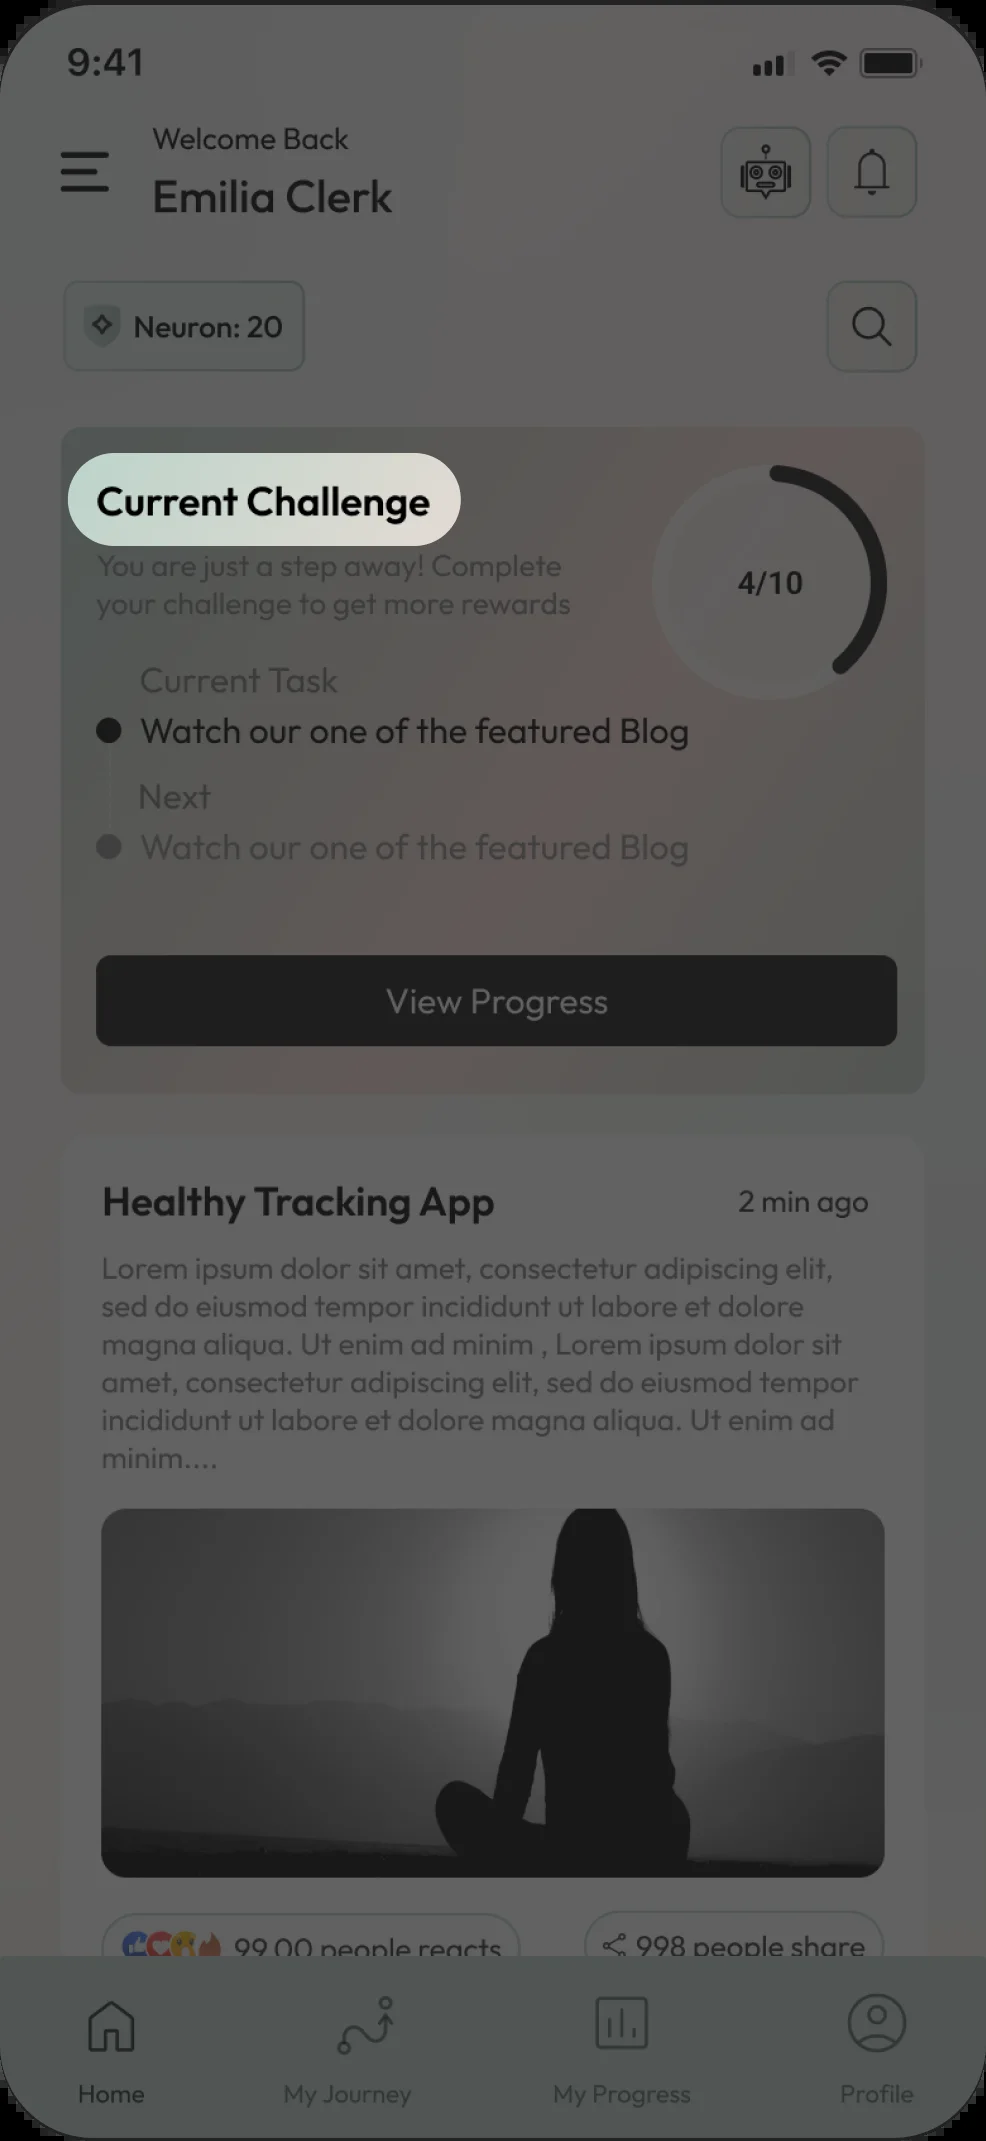 9:41
Welcome Back
Emilia Clerk
Neuron: 20
Current Challenge
You are just a step away! Complete
your challenge to get more rewards
4/10
Current Task
Watch our one of the featured Blog
Next
Watch our one of the featured Blog
View Progress
Healthy Tracking App
2 min ago
Lorem ipsum dolor sit amet, consectetur adipiscing elit,
sed do eiusmod tempor incididunt ut labore et dolore
magna aliqua. Ut enim ad minim , Lorem ipsum dolor sit
amet, consectetur adipiscing elit, sed do eiusmod tempor
incididunt ut labore et dolore magna aliqua. Ut enim ad
minim....
99.00 people reacts
998 people share
Home
My Journey
My Progress
Profile